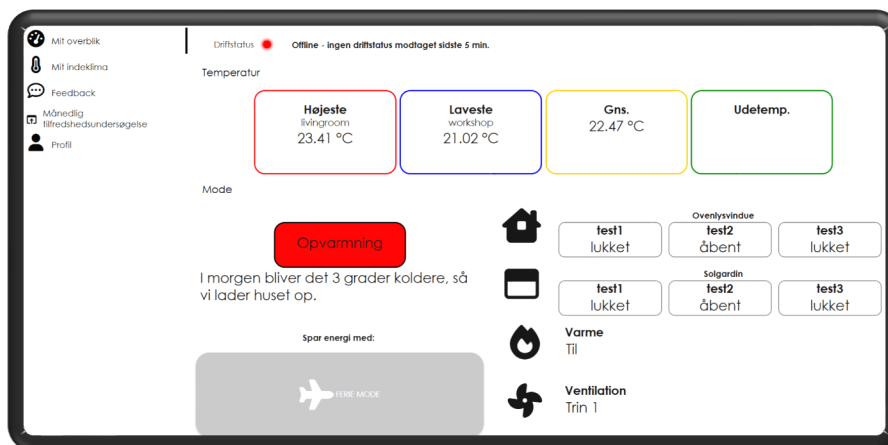 Mit overblik
Mit indeklima
Feedback
Månedlig
tilfredshedsundersøgelse
Profil
Driftstatus Offline - ingen driftstatus modtaget sidste 5 min.
Temperatur
Højeste
livingroom
23.41 °C
Laveste
workshop
21.02 °C
Gns.
22.47 °C
Udetemp.
Mode
Opvarmning
I morgen bliver det 3 grader koldere, så
vi lader huset op.
Spar energi med:
FERIE MODE
Ovenlysvindue
test1 test2 test3
lukket åbent lukket
Solgardin
test1 test2 test3
lukket åbent lukket
Varme
Til
Ventilation
Trin 1